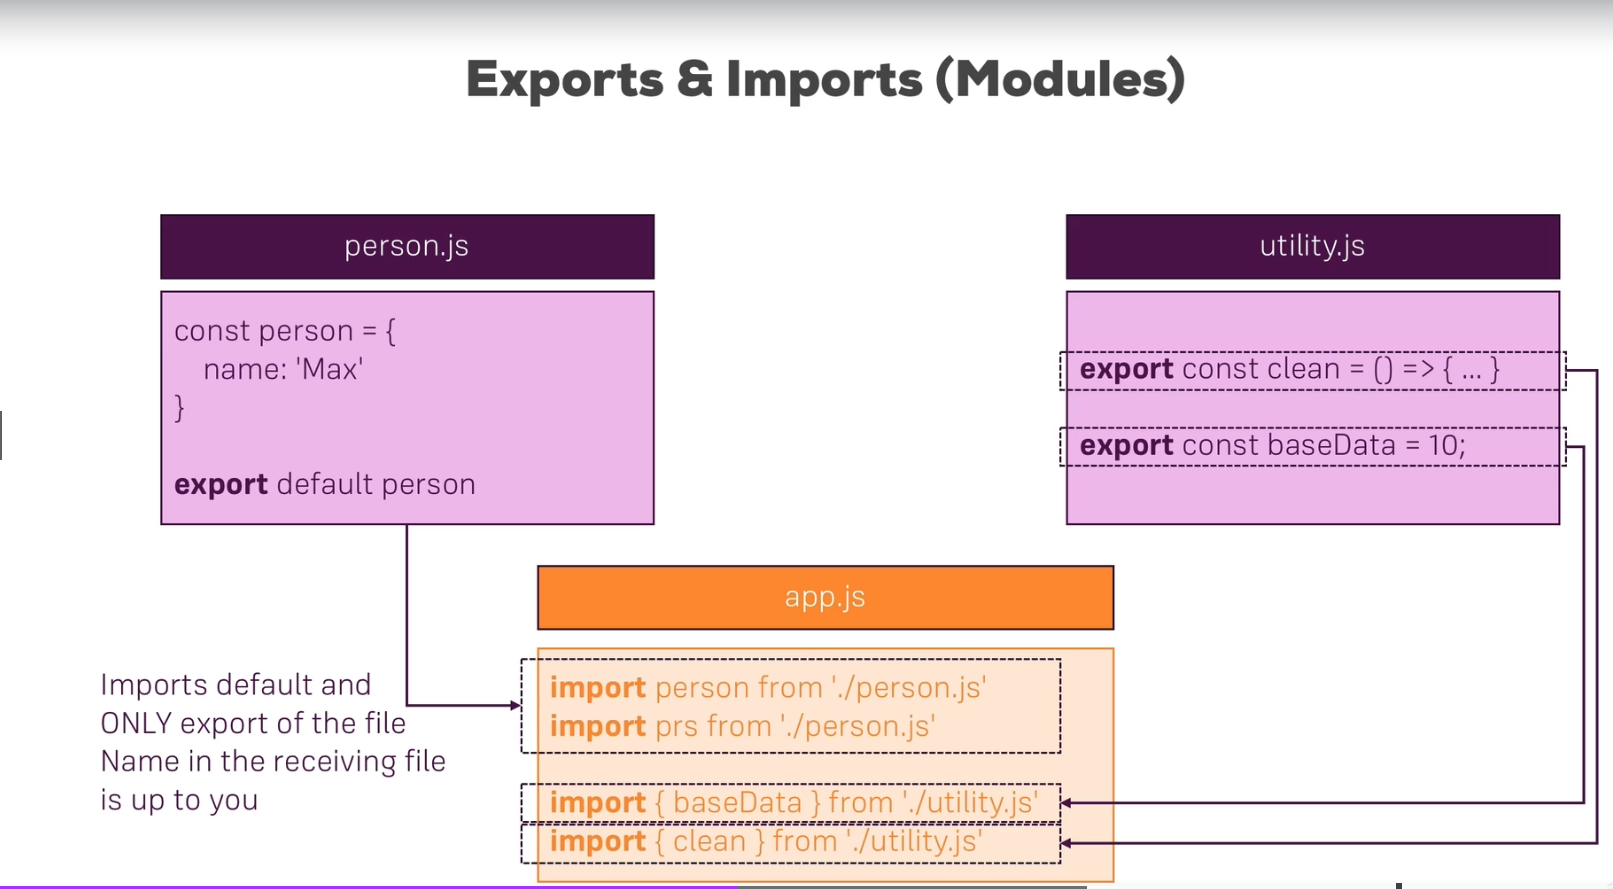 Exports & Imports (Modules)
person.js
const person = {
name: 'Max'
}
export default person
utility.js
export const clean = () => { ... }
export const baseData = 10;
app.js
import person from './person.js'
import prs from './person.js'
import { baseData } from './utility.js'
import { clean } from './utility.js'
Imports default and
ONLY export of the file
Name in the receiving file
is up to you